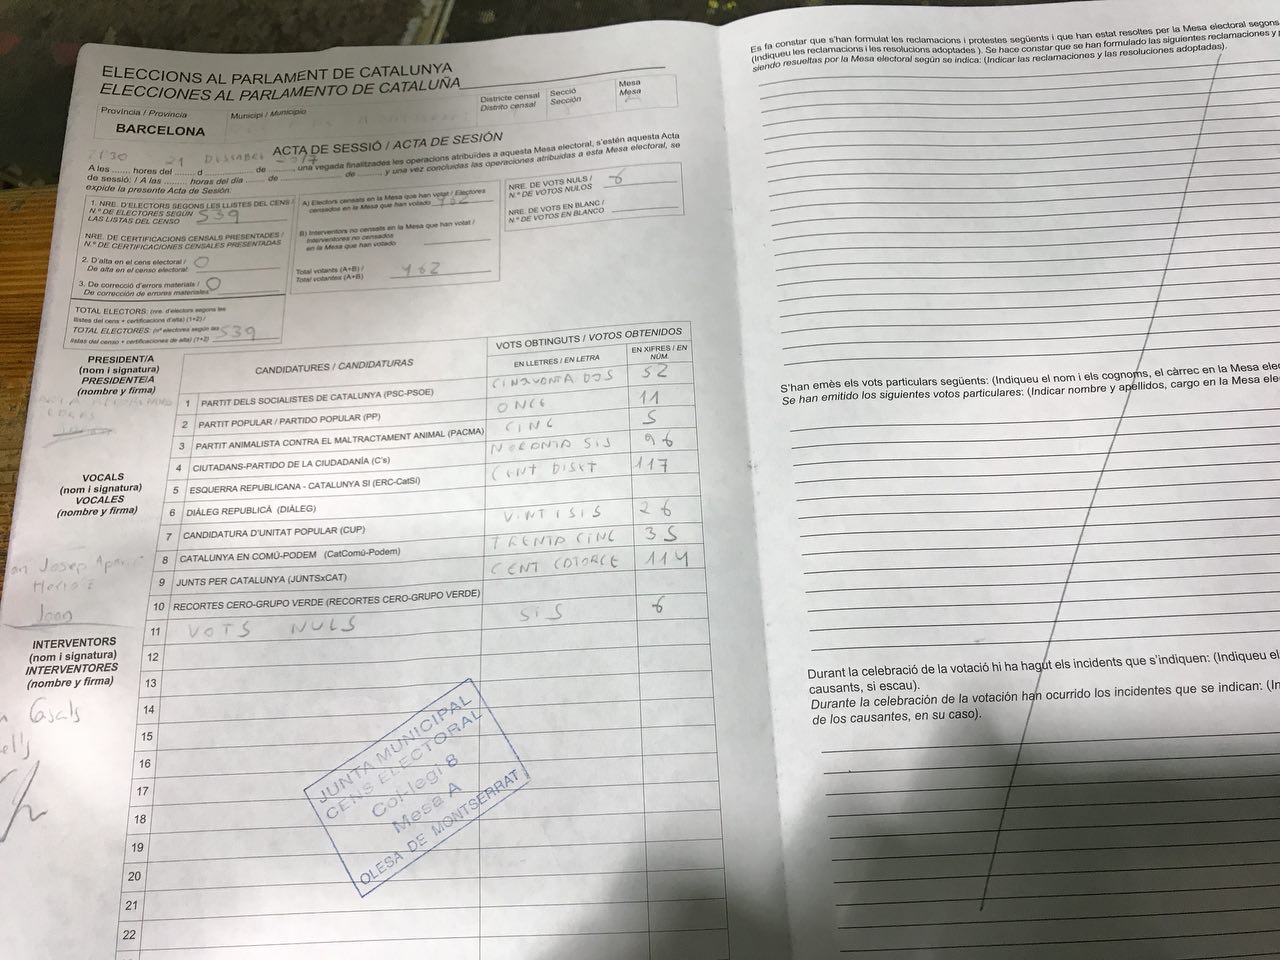 ELECCIONS AL PARLAMENT DE CATALUNYA
ELECCIONES AL PARLAMENTO DE CATALUÑA
Província / Provincia
BARCELONA
Municipi / Municipio
Districte censal
Distrito censal
Secció
Sección
Mesa
Mesa
ACTA DE SESSIÓ / ACTA DE SESIÓN
21 DESEMBRE 2017
A les ...... hores del ...... d ............ de ......, una vegada finalitzades les operacions atribuïdes a aquesta Mesa electoral, s'estén aquesta Acta
de sessió: / A las ...... horas del día ...... de ............ de ...... y una vez concluidas las operaciones atribuidas a esta Mesa electoral, se
expide la presente Acta de Sesión:
1. NRE. D'ELECTORS SEGONS LES LLISTES DEL CENS /
N.º DE ELECTORES SEGÚN
LAS LISTAS DEL CENSO 539
NRE. DE CERTIFICACIONS CENSALS PRESENTADES /
N.º DE CERTIFICACIONES CENSALES PRESENTADAS
2. D'alta en el cens electoral /
De alta en el censo electoral: 0
3. De correcció d'errors materials /
De corrección de errores materiales 0
TOTAL ELECTORS: (nre. d'electors segons les
llistes del cens + certificacions d'alta) (1+2) /
TOTAL ELECTORES: (nº electores según las
listas del censo + certificaciones de alta) (1+2) 539
A) Electors censats en la Mesa que han votat / Electores
censados en la Mesa que han votado 462
B) Interventors no censats en la Mesa que han votat /
Interventores no censados
en la Mesa que han votado
Total votants (A+B) /
Total votantes (A+B) 462
NRE. DE VOTS NULS /
N.º DE VOTOS NULOS 6
NRE. DE VOTS EN BLANC /
N.º DE VOTOS EN BLANCO
PRESIDENT/A
(nom i signatura)
PRESIDENTE/A
(nombre y firma)
VOCALS
(nom i signatura)
VOCALES
(nombre y firma)
Josep
Joan
INTERVENTORS
(nom i signatura)
INTERVENTORES
(nombre y firma)
Casals
CANDIDATURES / CANDIDATURAS
VOTS OBTINGUTS / VOTOS OBTENIDOS
EN LLETRES / EN LETRA
EN XIFRES / EN NÚM.
1 PARTIT DELS SOCIALISTES DE CATALUNYA (PSC-PSOE) CINQUONTA DOS 52
2 PARTIT POPULAR / PARTIDO POPULAR (PP) ONCE 11
3 PARTIT ANIMALISTA CONTRA EL MALTRACTAMENT ANIMAL (PACMA) CINC 5
4 CIUTADANS-PARTIDO DE LA CIUDADANÍA (C's) NORANTA SIS 96
5 ESQUERRA REPUBLICANA - CATALUNYA SI (ERC-CatSí) CENT DISET 117
6 DIÀLEG REPUBLICÀ (DIÀLEG)
7 CANDIDATURA D'UNITAT POPULAR (CUP) VINTISIS 26
8 CATALUNYA EN COMÚ-PODEM (CatComú-Podem) TRENTA CINC 35
9 JUNTS PER CATALUNYA (JUNTSxCAT) CENT CATORCE 114
10 RECORTES CERO-GRUPO VERDE (RECORTES CERO-GRUPO VERDE)
11 VOTS NULS SIS 6
12
13
14
15
16
17
18
19
20
21
22
JUNTA MUNICIPAL
CENS ELECTORAL
Col·legi 8
Mesa A
OLESA DE MONTSERRAT
Es fa constar que s'han formulat les reclamacions i protestes següents i que han estat resoltes per la Mesa electoral segons
(Indiqueu les reclamacions i les resolucions adoptades ). Se hace constar que se han formulado las siguientes reclamaciones y
siendo resueltas por la Mesa electoral según se indica: (Indicar las reclamaciones y las resoluciones adoptadas).
S'han emès els vots particulars següents: (Indiqueu el nom i els cognoms, el càrrec en la Mesa
Se han emitido los siguientes votos particulares: (Indicar nombre y apellidos, cargo en la Mesa
Durant la celebració de la votació hi ha hagut els incidents que s'indiquen: (Indiqueu el
causants, si escau).
Durante la celebración de la votación han ocurrido los incidentes que se indican:
de los causantes, en su caso).